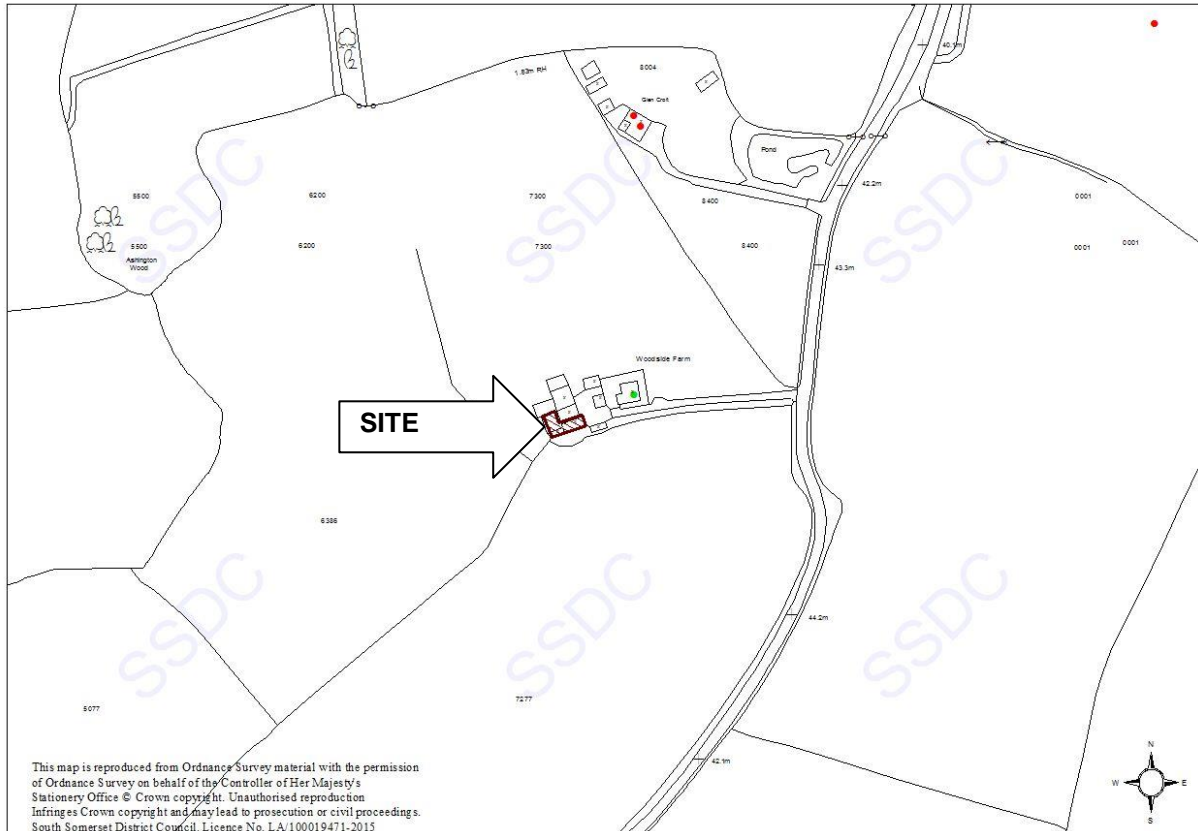 40.1m
1.83m RH
8004
Glen Croft
Pond
42.2m
5500
6200
7300
8400
0001
5500
6200
7300
8400
0001
0001
Ashington
Wood
43.3m
Woodside Farm
SITE
6386
44.2m
5077
7277
42.1m
N
W
E
S
This map is reproduced from Ordnance Survey material with the permission
of Ordnance Survey on behalf of the Controller of Her Majesty's
Stationery Office © Crown copyright. Unauthorised reproduction
Infringes Crown copyright and may lead to prosecution or civil proceedings.
South Somerset District Council, Licence No. LA/100019471-2015
SSDC
SSDC
SSDC
SSDC
SSDC
SSDC